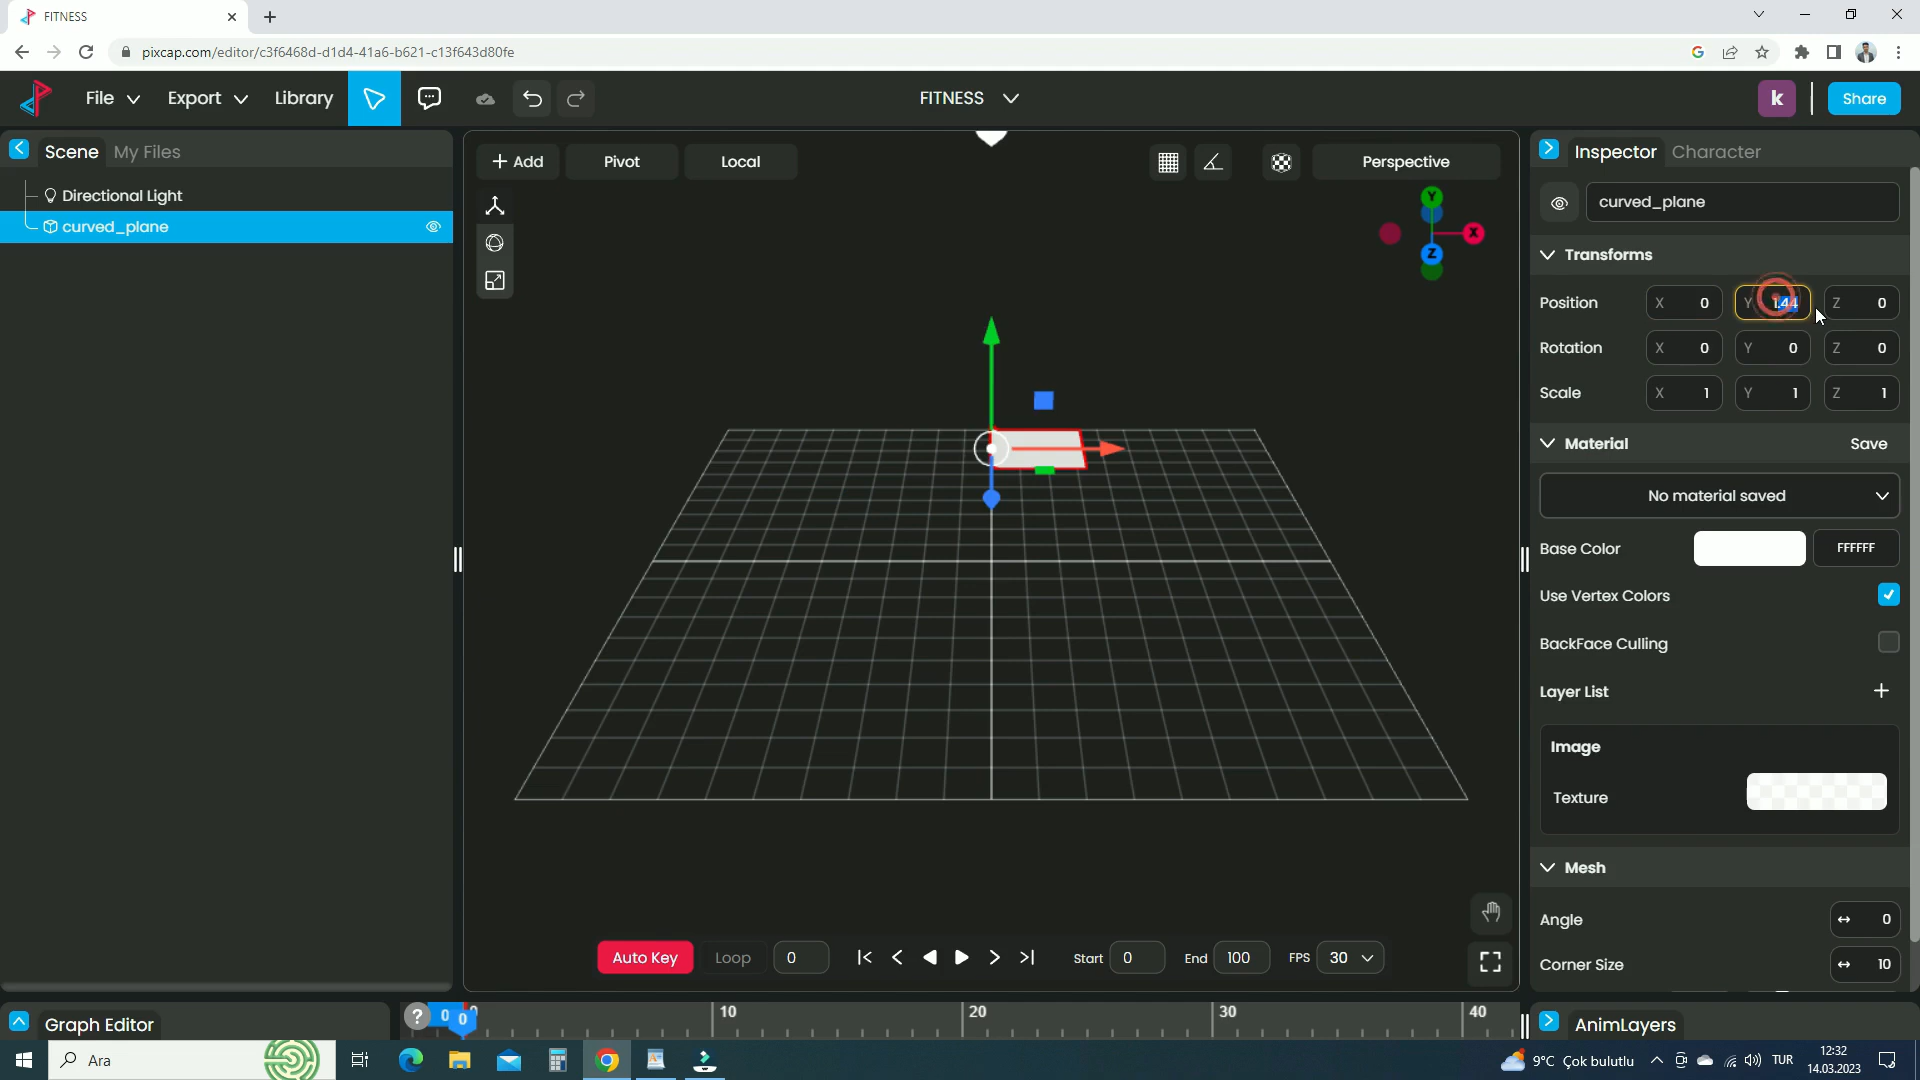 FITNESS
pixcap.com/editor/c3f6468d-d1d4-41a6-b621-c13f643d80fe
File
Export
Library
FITNESS
k
Share
Scene
My Files
Directional Light
curved_plane
+ Add
Pivot
Local
Perspective
Y
X
Z
Inspector
Character
curved_plane
Transforms
Position X 0 Y 1.44 Z 0
Rotation X 0 Y 0 Z 0
Scale X 1 Y 1 Z 1
Material
Save
No material saved
Base Color
FFFFFF
Use Vertex Colors
BackFace Culling
Layer List
Image
Texture
Mesh
Angle 0
Corner Size 10
Auto Key
Loop
0
Start 0
End 100
FPS 30
Graph Editor
?
0
0
10
20
30
40
AnimLayers
Ara
9°C Çok bulutlu
TUR
12:32
14.03.2023